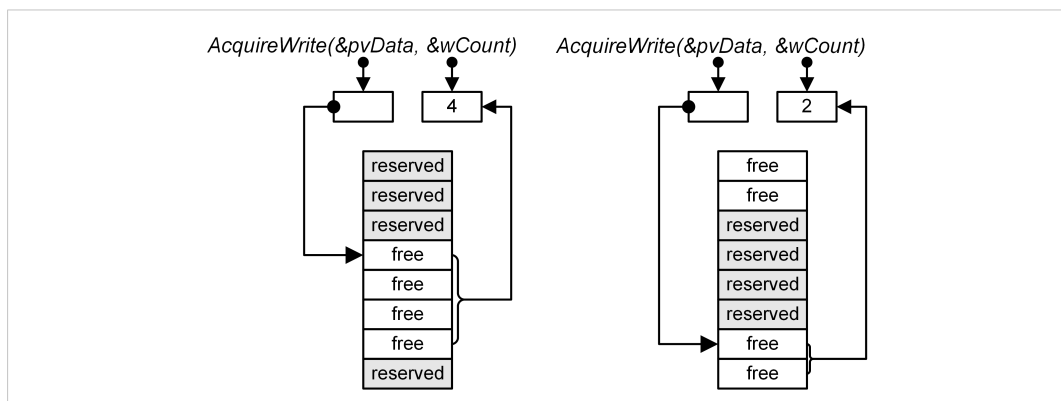 AcquireWrite(&pvData, &wCount) AcquireWrite(&pvData, &wCount)
4 2
reserved free
reserved free
reserved reserved
free reserved
free reserved
free reserved
free free
reserved free